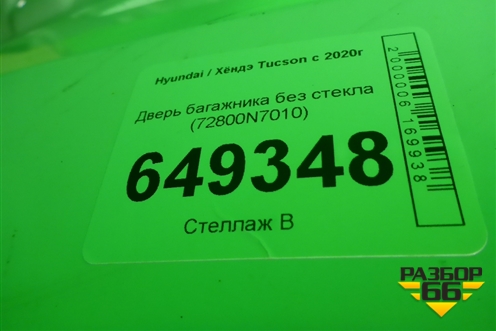 Hyundai / Хёндэ Tucson с 2020г
Дверь багажника без стекла
(72800N7010)
649348
Стеллаж В
2000006169938
РАЗБОР
66